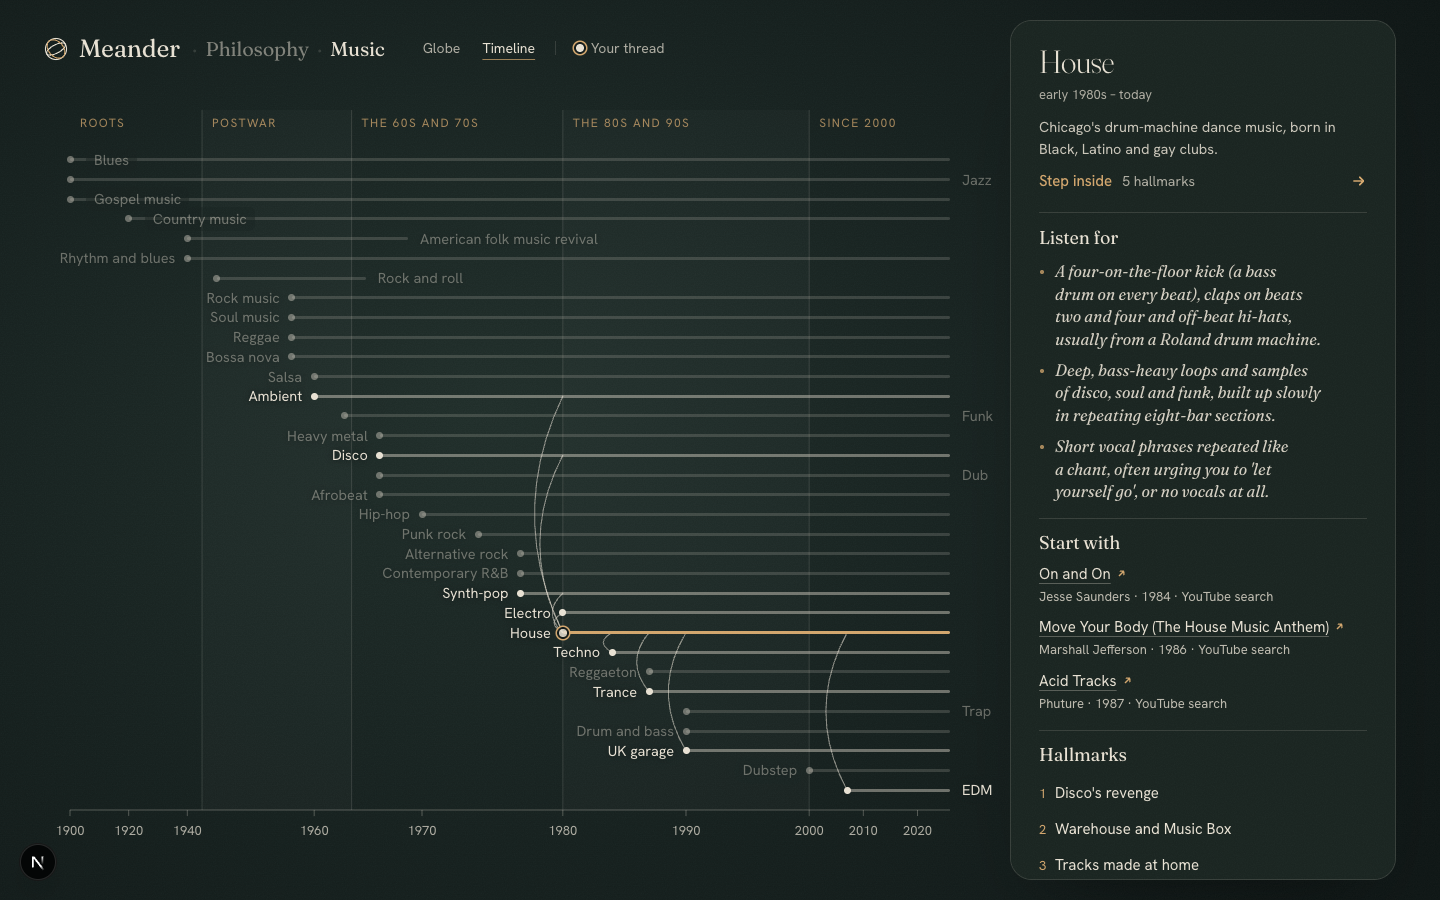 Meander · Philosophy · Music
Globe Timeline Your thread
ROOTS POSTWAR THE 60S AND 70S THE 80S AND 90S SINCE 2000
Blues
Jazz
Gospel music
Country music
American folk music revival
Rhythm and blues
Rock and roll
Rock music
Soul music
Reggae
Bossa nova
Salsa
Ambient
Funk
Heavy metal
Disco
Dub
Afrobeat
Hip-hop
Punk rock
Alternative rock
Contemporary R&B
Synth-pop
Electro
House
Techno
Reggaeton
Trance
Trap
Drum and bass
UK garage
Dubstep
EDM
1900 1920 1940 1960 1970 1980 1990 2000 2010 2020
N
House
early 1980s – today
Chicago's drum-machine dance music, born in
Black, Latino and gay clubs.
Step inside 5 hallmarks →
Listen for
• A four-on-the-floor kick (a bass
drum on every beat), claps on beats
two and four and off-beat hi-hats,
usually from a Roland drum machine.
• Deep, bass-heavy loops and samples
of disco, soul and funk, built up slowly
in repeating eight-bar sections.
• Short vocal phrases repeated like
a chant, often urging you to 'let
yourself go', or no vocals at all.
Start with
On and On ↗
Jesse Saunders · 1984 · YouTube search
Move Your Body (The House Music Anthem) ↗
Marshall Jefferson · 1986 · YouTube search
Acid Tracks ↗
Phuture · 1987 · YouTube search
Hallmarks
1 Disco's revenge
2 Warehouse and Music Box
3 Tracks made at home